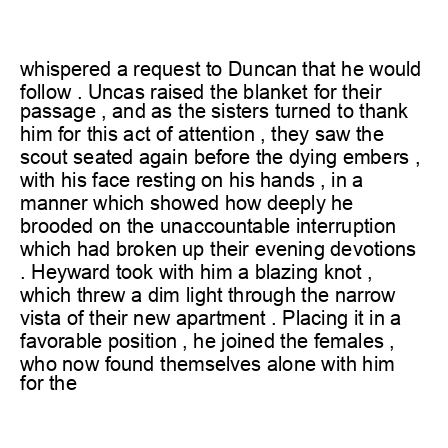 whispered a request to Duncan that he would
follow . Uncas raised the blanket for their
passage , and as the sisters turned to thank
him for this act of attention , they saw the
scout seated again before the dying embers ,
with his face resting on his hands , in a
manner which showed how deeply he
brooded on the unaccountable interruption
which had broken up their evening devotions
. Heyward took with him a blazing knot ,
which threw a dim light through the narrow
vista of their new apartment . Placing it in a
favorable position , he joined the females ,
who now found themselves alone with him
for the